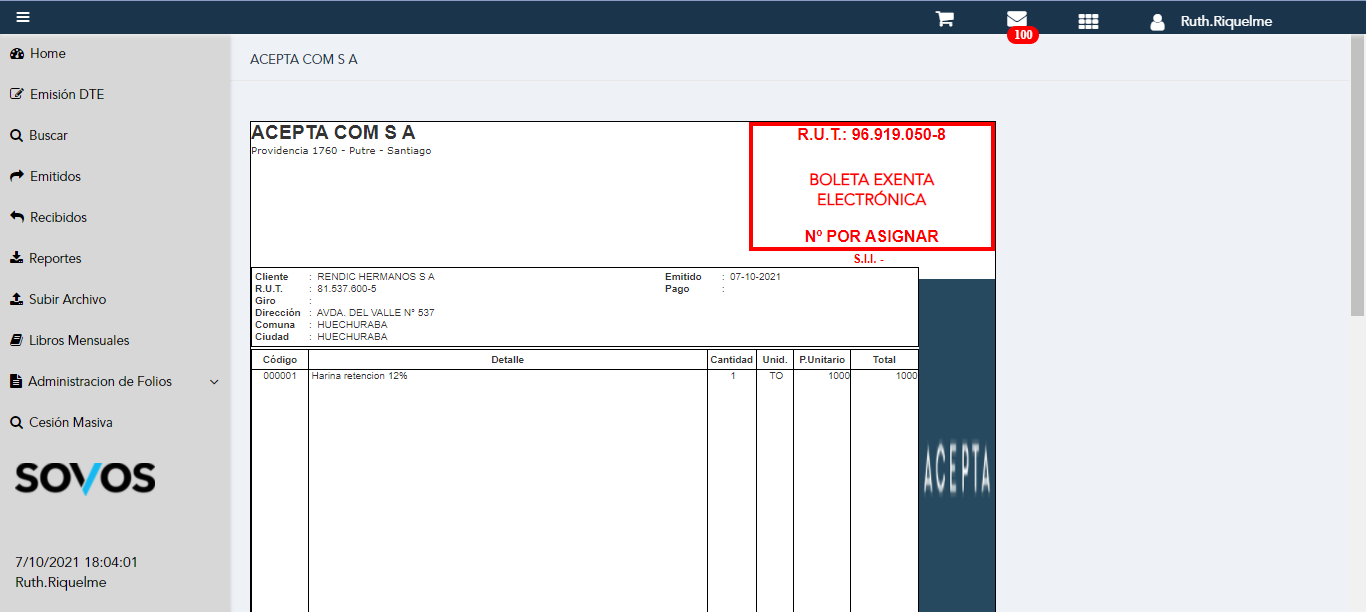 Ruth.Riquelme
100
Home
Emisión DTE
Buscar
Emitidos
Recibidos
Reportes
Subir Archivo
Libros Mensuales
Administracion de Folios
Cesión Masiva
SOVOS
7/10/2021 18:04:01
Ruth.Riquelme
ACEPTA COM S A
ACEPTA COM S A
Providencia 1760 - Putre - Santiago
R.U.T.: 96.919.050-8
BOLETA EXENTA
ELECTRÓNICA
Nº POR ASIGNAR
S.I.I. -
Cliente : RENDIC HERMANOS S A Emitido : 07-10-2021
R.U.T. : 81.537.600-5 Pago :
Giro :
Dirección : AVDA. DEL VALLE N° 537
Comuna : HUECHURABA
Ciudad : HUECHURABA
Código Detalle Cantidad Unid. P.Unitario Total
000001 Harina retencion 12% 1 TO 1000 1000
ACEPTA